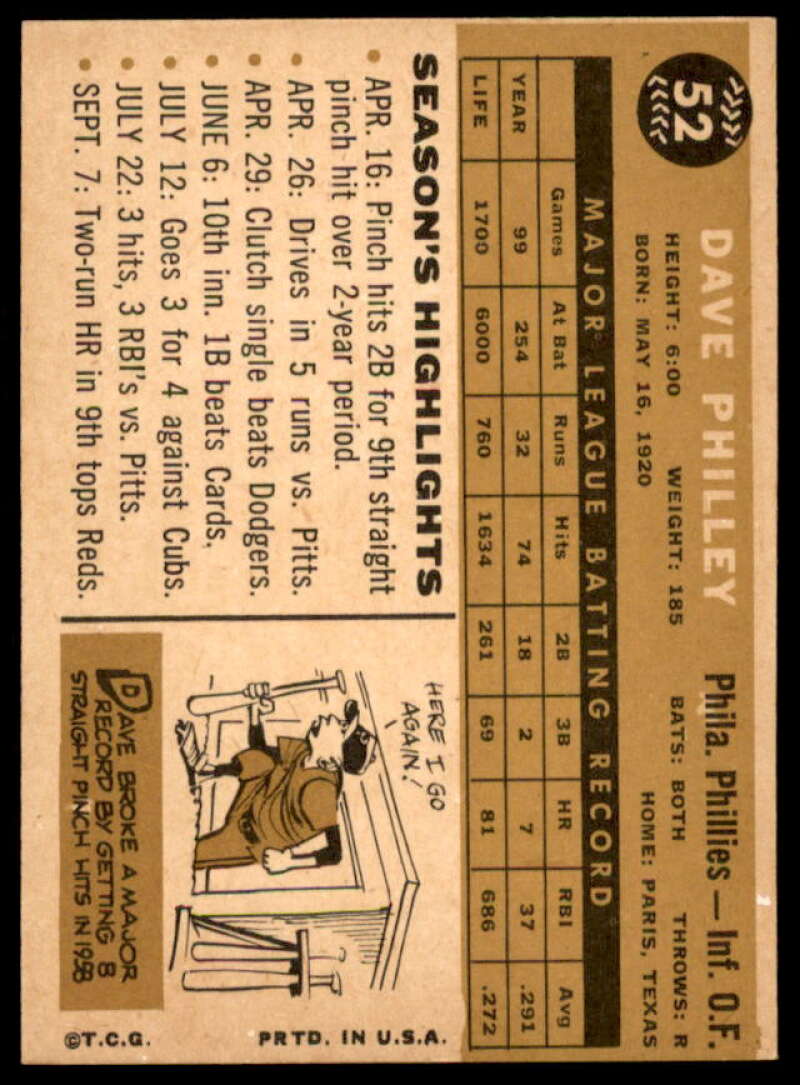 52
DAVE PHILLEY Phila. Phillies — Inf. O.F.
HEIGHT: 6:00 WEIGHT: 185 BATS: BOTH THROWS: R
BORN: MAY 16, 1920 HOME: PARIS, TEXAS
MAJOR LEAGUE BATTING RECORD
Games At Bat Runs Hits 2B 3B HR RBI Avg
YEAR 99 254 32 74 18 2 7 37 .291
LIFE 1700 6000 760 1634 261 69 81 686 .272
SEASON'S HIGHLIGHTS
• APR. 16: Pinch hits 2B for 9th straight
pinch-hit over 2-year period.
• APR. 26: Drives in 5 runs vs. Pitts.
• APR. 29: Clutch single beats Dodgers.
• JUNE 6: 10th inn. 1B beats Cards.
• JULY 12: Goes 3 for 4 against Cubs.
• JULY 22: 3 hits, 3 RBI's vs. Pitts.
• SEPT. 7: Two-run HR in 9th tops Reds.
HERE I GO
AGAIN!
DAVE BROKE A MAJOR
RECORD BY GETTING 8
STRAIGHT PINCH HITS IN 1958
©T.C.G. PRTD. IN U.S.A.